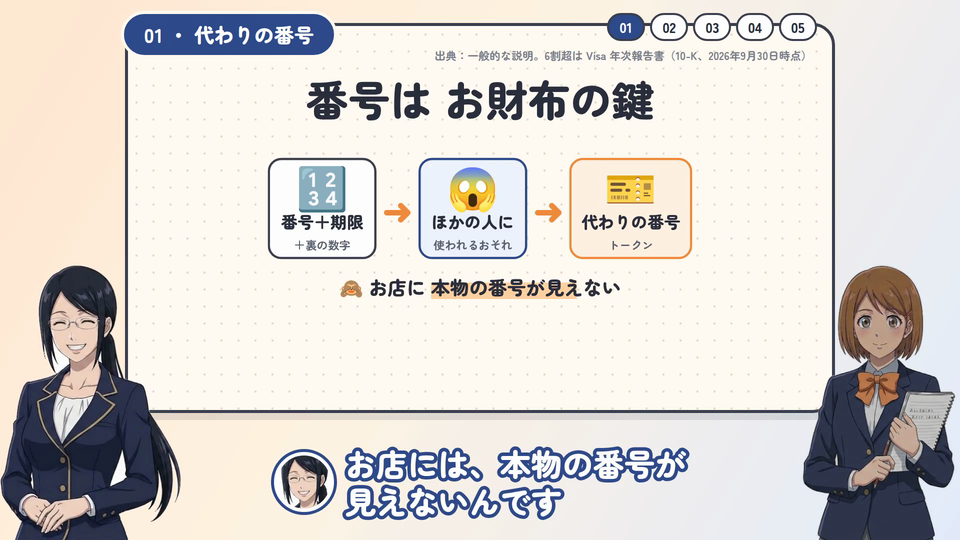 01 ・ 代わりの番号
01 02 03 04 05
出典：一般的な説明。6割超は Visa 年次報告書（10-K、2026年9月30日時点）
番号は お財布の鍵
1 2
3 4
番号＋期限
＋裏の数字
ほかの人に
使われるおそれ
代わりの番号
トークン
お店に 本物の番号が見えない
お店には、本物の番号が
見えないんです